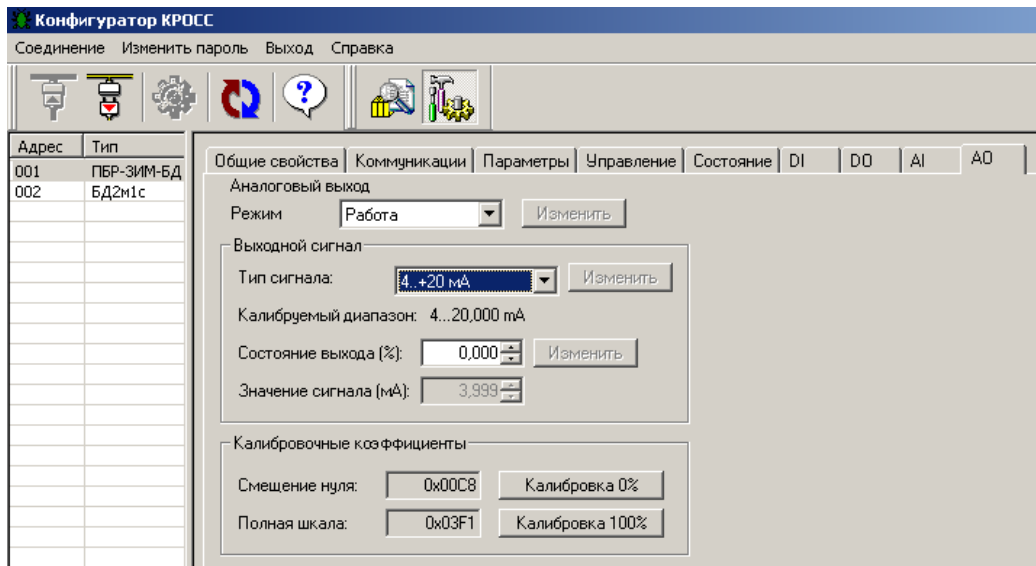 Конфигуратор КРОСС
Соединение Изменить пароль Выход Справка
Адрес Тип
001 ПБР-ЗИМ-БД
002 БД2м1с
Общие свойства Коммуникации Параметры Управление Состояние DI DO AI AO
Аналоговый выход
Режим Работа Изменить
Выходной сигнал
Тип сигнала: 4..+20 мА Изменить
Калибруемый диапазон: 4...20,000 mA
Состояние выхода (%): 0,000 Изменить
Значение сигнала (мА): 3,999
Калибровочные коэффициенты
Смещение нуля: 0x00C8 Калибровка 0%
Полная шкала: 0x03F1 Калибровка 100%